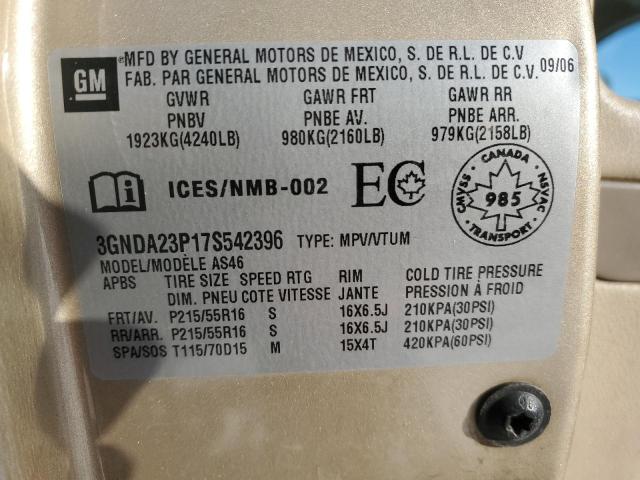 GM
MFD BY GENERAL MOTORS DE MEXICO, S. DE R.L. DE C.V
FAB. PAR GENERAL MOTORS DE MEXICO, S. DE R.L. DE C.V. 09/06
GVWR GAWR FRT GAWR RR
PNBV PNBE AV. PNBE ARR.
1923KG(4240LB) 980KG(2160LB) 979KG(2158LB)
i ICES/NMB-002 EC CANADA CMVSS NSVAC 985
3GNDA23P17S542396 TYPE: MPV/VTUM
MODEL/MODÈLE AS46
APBS TIRE SIZE SPEED RTG RIM COLD TIRE PRESSURE
DIM. PNEU COTE VITESSE JANTE PRESSION À FROID
FRT/AV. P215/55R16 S 16X6.5J 210KPA(30PSI)
RR/ARR. P215/55R16 S 16X6.5J 210KPA(30PSI)
SPA/SOS T115/70D15 M 15X4T 420KPA(60PSI)